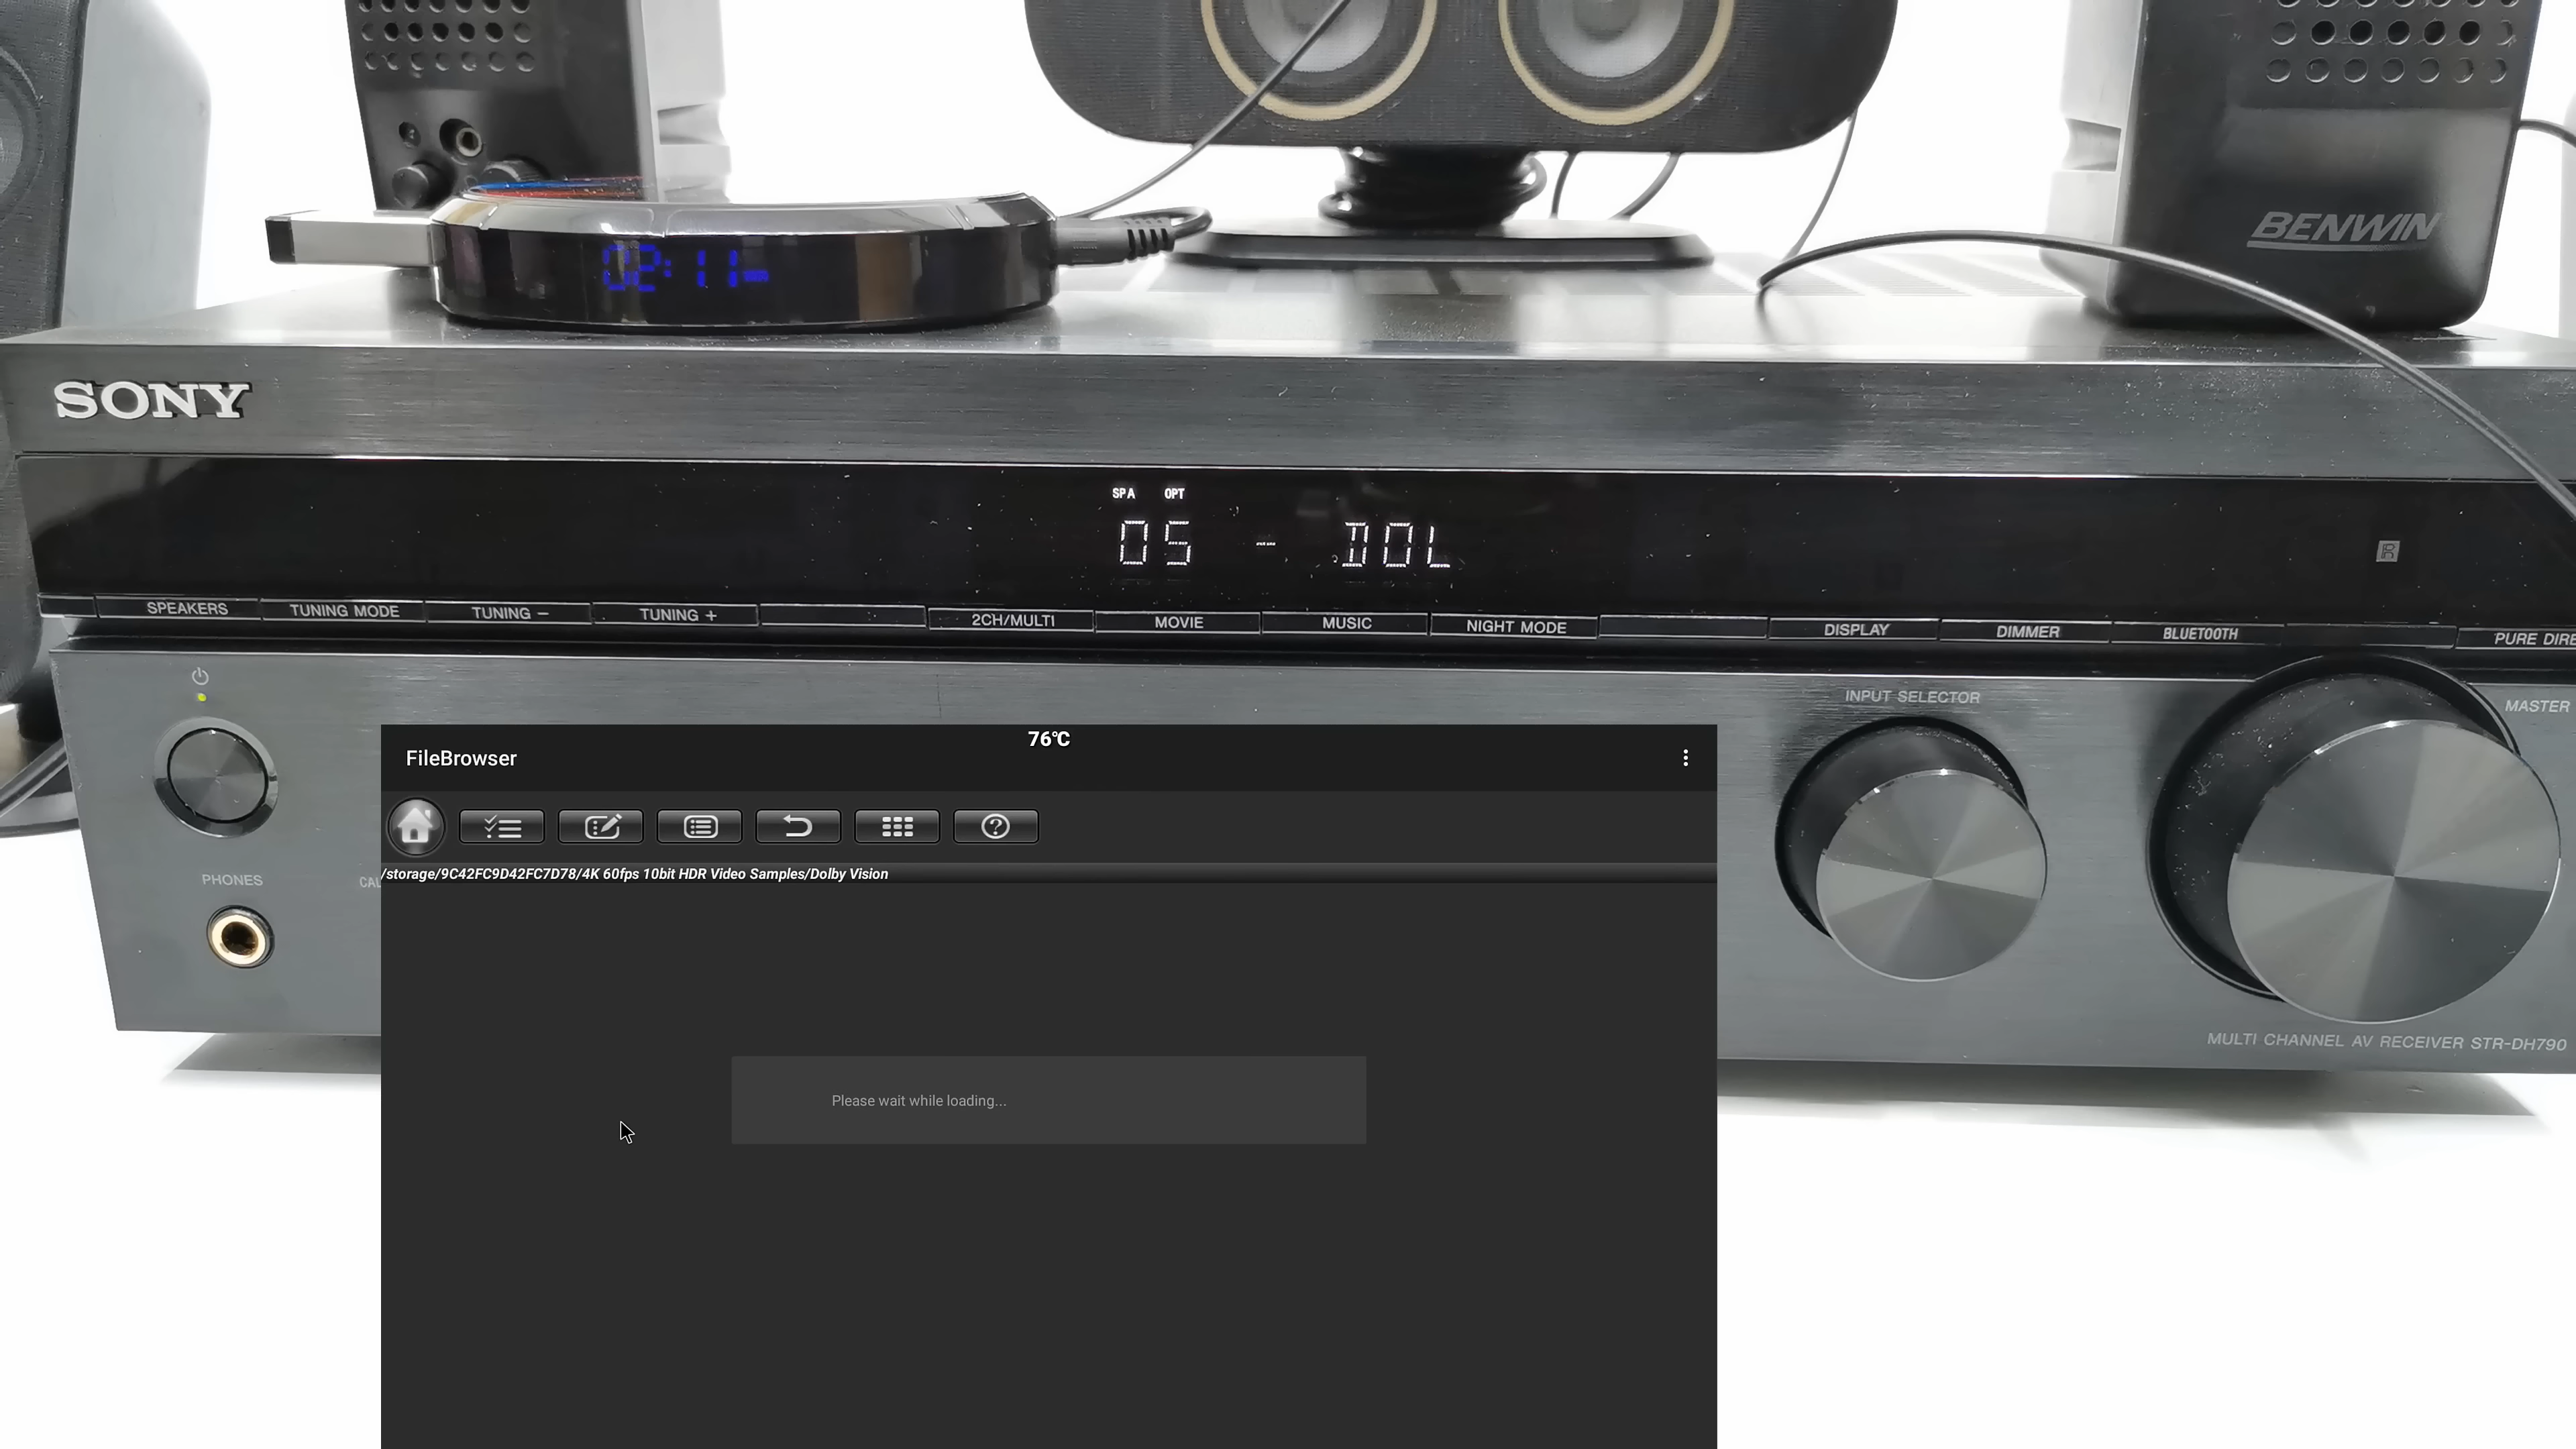 BENWIN
02:11
SONY
SP A OPT
05 - DOL
SPEAKERS TUNING MODE TUNING – TUNING + 2CH/MULTI MOVIE MUSIC NIGHT MODE DISPLAY DIMMER BLUETOOTH PURE DIRE
INPUT SELECTOR
MASTER
76℃
FileBrowser
PHONES
CAL
/storage/9C42FC9D42FC7D78/4K 60fps 10bit HDR Video Samples/Dolby Vision
MULTI CHANNEL AV RECEIVER STR-DH790
Please wait while loading...